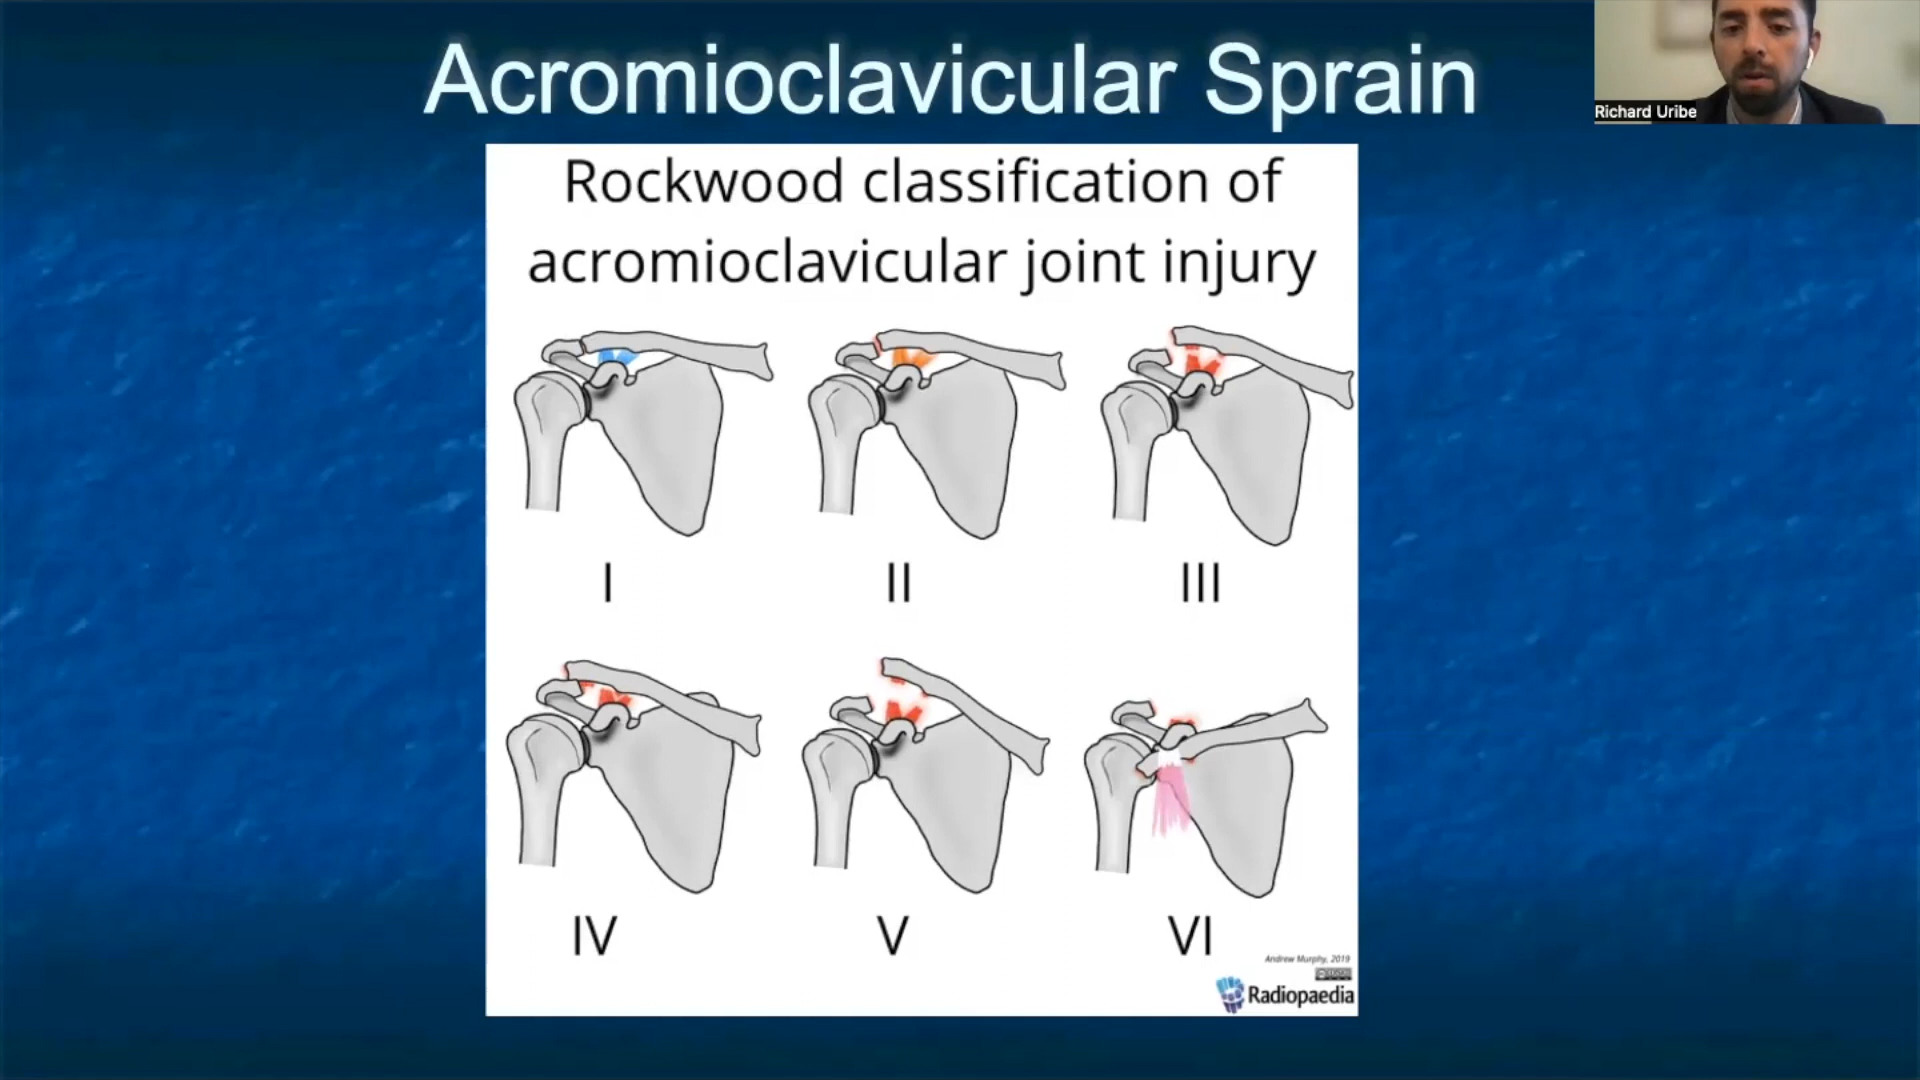 Acromioclavicular Sprain
Richard Uribe
Rockwood classification of
acromioclavicular joint injury
I II III
IV V VI
Andrew Murphy, 2019
Radiopaedia